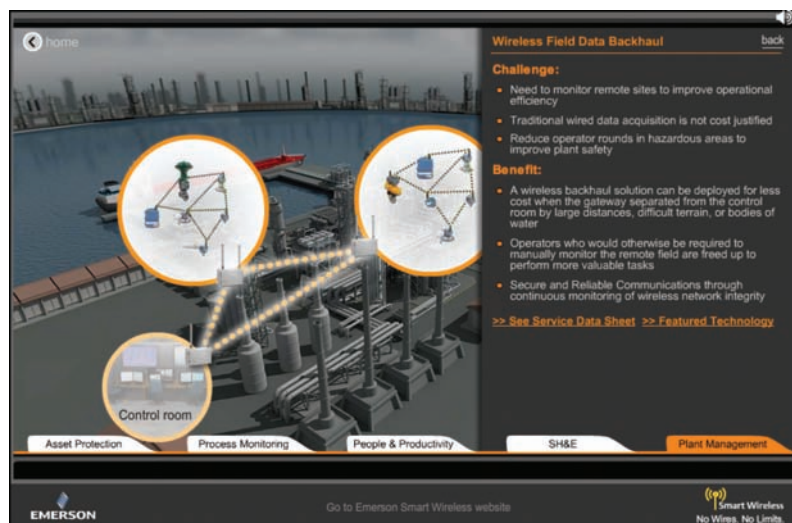 home
Wireless Field Data Backhaul
back
Challenge:
Need to monitor remote sites to improve operational
efficiency
Traditional wired data acquisition is not cost justified
Reduce operator rounds in hazardous areas to
improve plant safety
Benefit:
A wireless backhaul solution can be deployed for less
cost when the gateway separated from the control
room by large distances, difficult terrain, or bodies of
water
Operators who would otherwise be required to
manually monitor the remote field are freed up to
perform more valuable tasks
Secure and Reliable Communications through
continuous monitoring of wireless network integrity
>> See Service Data Sheet >> Featured Technology
Control room
Asset Protection
Process Monitoring
People & Productivity
SH&E
Plant Management
EMERSON
Go to Emerson Smart Wireless website
Smart Wireless
No Wires. No Limits.